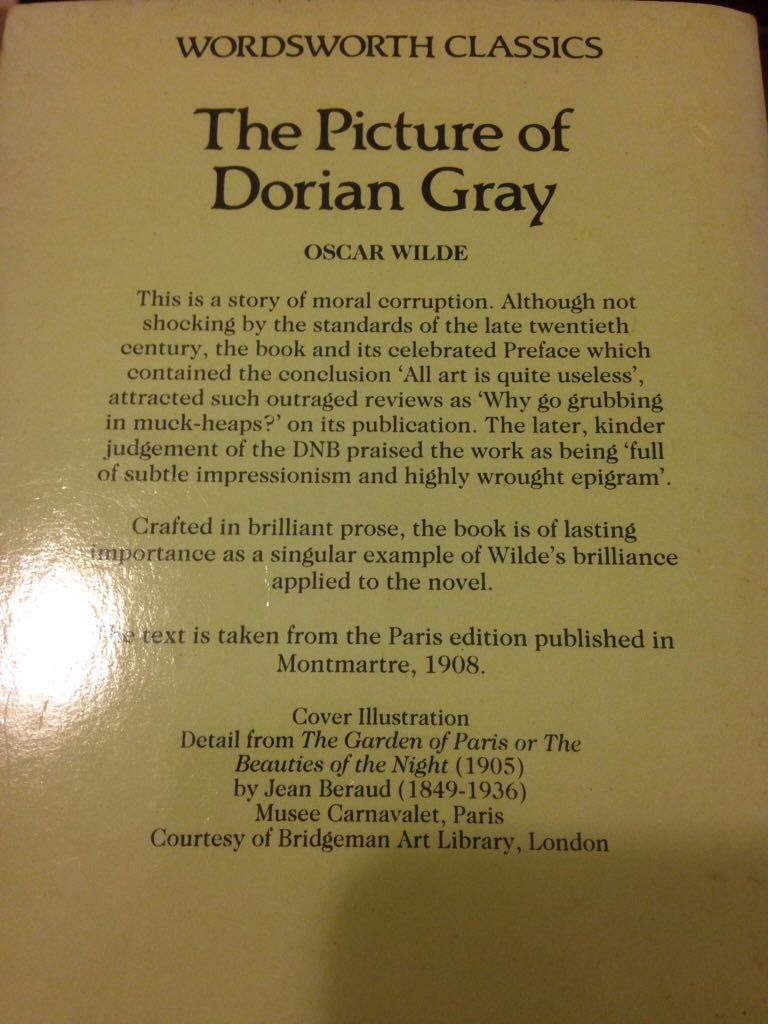 WORDSWORTH CLASSICS
The Picture of
Dorian Gray
OSCAR WILDE
This is a story of moral corruption. Although not
shocking by the standards of the late twentieth
century, the book and its celebrated Preface which
contained the conclusion ‘All art is quite useless’,
attracted such outraged reviews as ‘Why go grubbing
in muck-heaps?’ on its publication. The later, kinder
judgement of the DNB praised the work as being ‘full
of subtle impressionism and highly wrought epigram’.
Crafted in brilliant prose, the book is of lasting
importance as a singular example of Wilde’s brilliance
applied to the novel.
The text is taken from the Paris edition published in
Montmartre, 1908.
Cover Illustration
Detail from The Garden of Paris or The
Beauties of the Night (1905)
by Jean Beraud (1849-1936)
Musee Carnavalet, Paris
Courtesy of Bridgeman Art Library, London